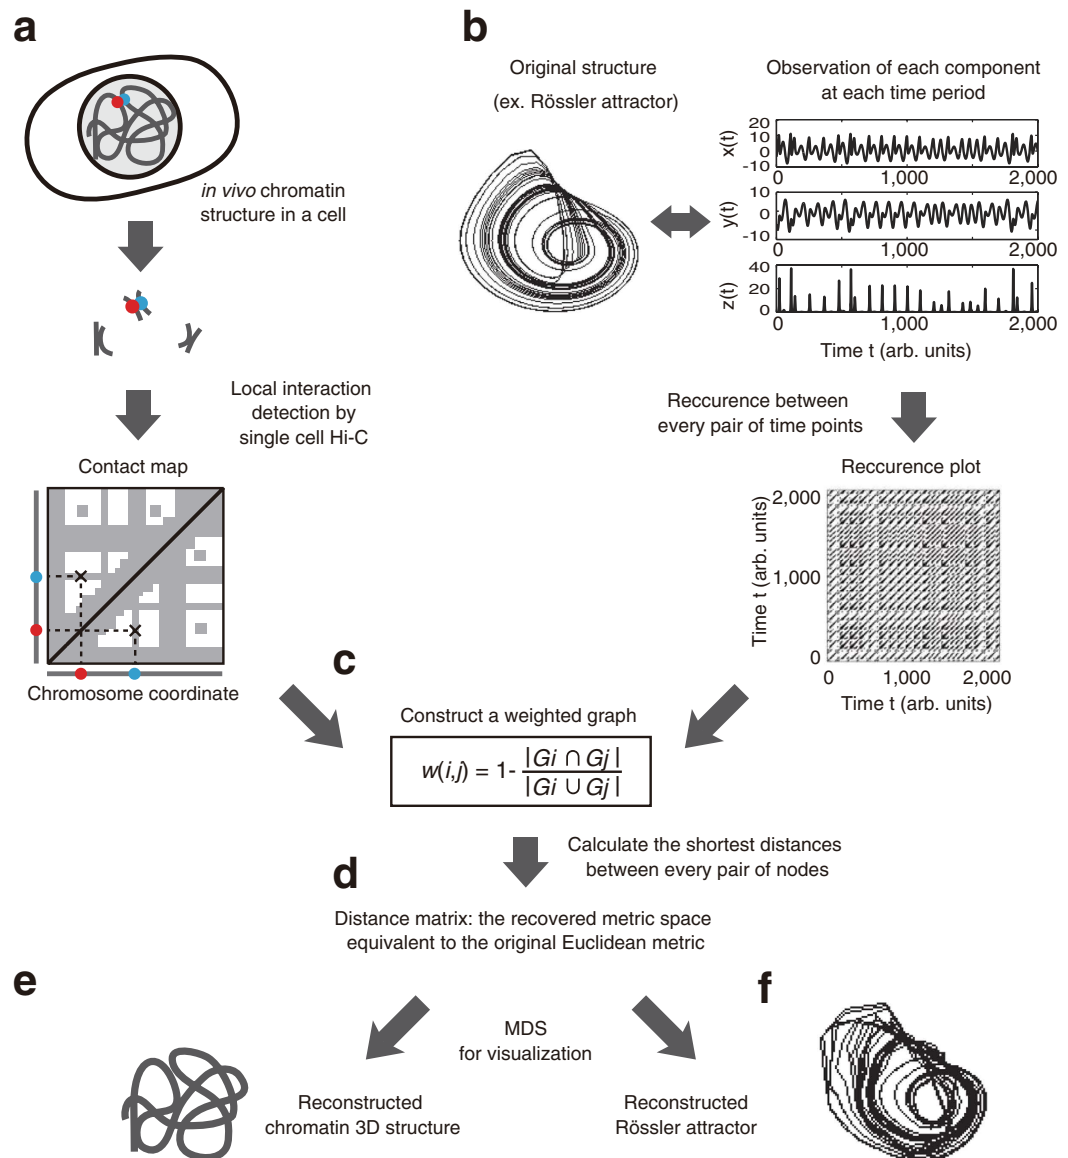 a
in vivo chromatin
structure in a cell
Local interaction
detection by
single cell Hi-C
Contact map
Chromosome coordinate
b
Original structure
(ex. Rössler attractor)
Observation of each component
at each time period
x(t)
20
10
0
-10
0
1,000
2,000
y(t)
10
0
-10
0
1,000
2,000
z(t)
40
20
0
0
1,000
2,000
Time t (arb. units)
Reccurence between
every pair of time points
Reccurence plot
Time t (arb. units)
2,000
1,000
0
0
1,000
2,000
Time t (arb. units)
c
Construct a weighted graph
w(i,j) = 1- |Gi ∩ Gj| / |Gi ∪ Gj|
Calculate the shortest distances
between every pair of nodes
d
Distance matrix: the recovered metric space
equivalent to the original Euclidean metric
MDS
for visualization
e
Reconstructed
chromatin 3D structure
f
Reconstructed
Rössler attractor